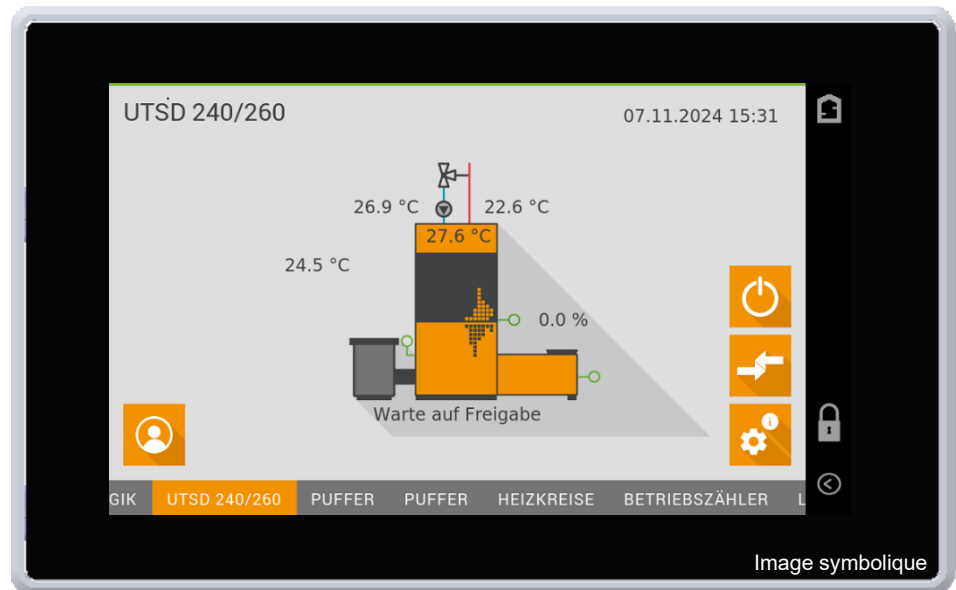 UTSD 240/260
07.11.2024 15:31
26.9 °C
22.6 °C
27.6 °C
24.5 °C
0.0 %
Warte auf Freigabe
GIK UTSD 240/260 PUFFER PUFFER HEIZKREISE BETRIEBSZÄHLER L
Image symbolique